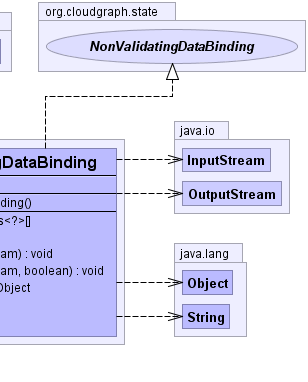 org.cloudgraph.state
NonValidatingDataBinding
java.io
gDataBinding
InputStream
OutputStream
ding()
s<?>[]
java.lang
am) : void
am, boolean) : void
Object
Object
String